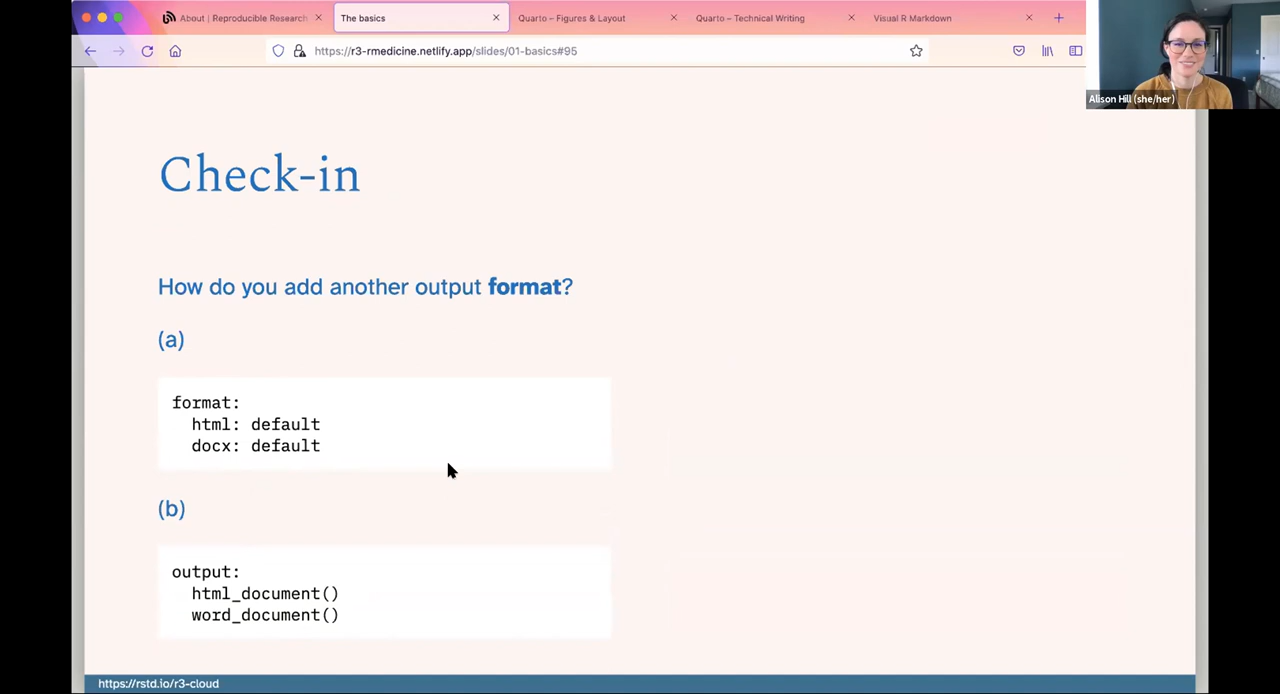 About | Reproducible Research
The basics
Quarto – Figures & Layout
Quarto – Technical Writing
Visual R Markdown
https://r3-rmedicine.netlify.app/slides/01-basics#95
Alison Hill (she/her)
Check-in
How do you add another output format?
(a)
format:
  html: default
  docx: default
(b)
output:
  html_document()
  word_document()
https://rstd.io/r3-cloud